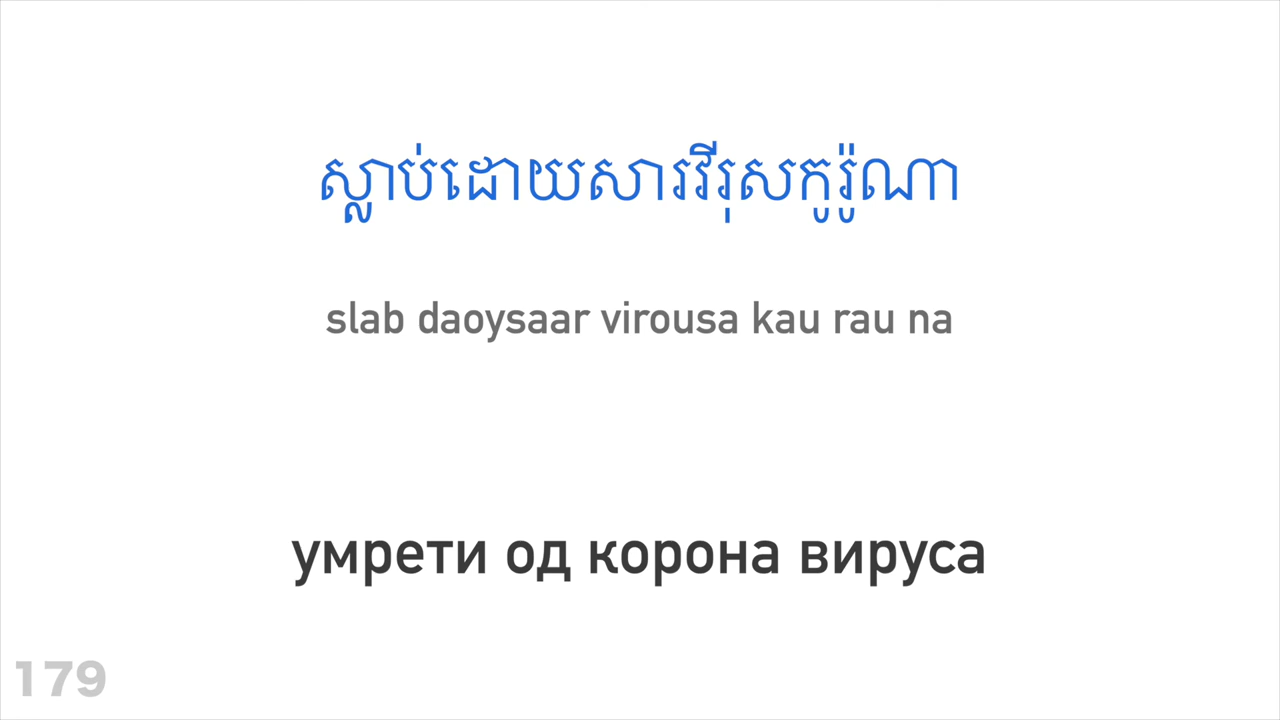 ស្លាប់ដោយសារវីរុសកូរ៉ូណា
slab daoysaar virousa kau rau na
умрети од корона вируса
179